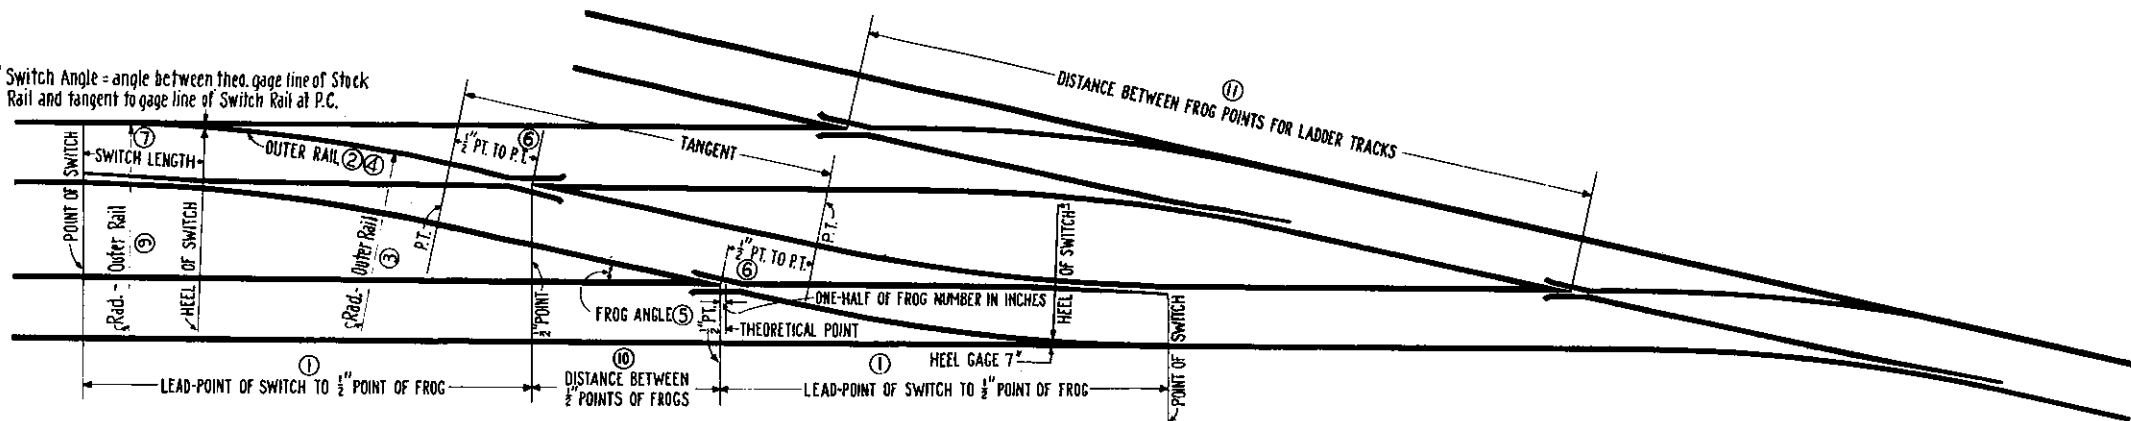 Switch Angle = angle between theo. gage line of Stock
Rail and tangent to gage line of Switch Rail at P.C.
⑦
SWITCH LENGTH
POINT OF SWITCH
Rad. - Outer Rail
⑨
HEEL OF SWITCH
OUTER RAIL ② ④
Rad. - Outer Rail
③
P.T.
⑥
½" PT. TO P.T.
TANGENT
P.T.
½" PT. TO P.T.
⑥
½" POINT
FROG ANGLE ⑤
½" PT.
ONE-HALF OF FROG NUMBER IN INCHES
THEORETICAL POINT
HEEL OF SWITCH
HEEL GAGE 7"
POINT OF SWITCH
⑪
DISTANCE BETWEEN FROG POINTS FOR LADDER TRACKS
①
LEAD-POINT OF SWITCH TO ½" POINT OF FROG
⑩
DISTANCE BETWEEN
½" POINTS OF FROGS
①
LEAD-POINT OF SWITCH TO ½" POINT OF FROG